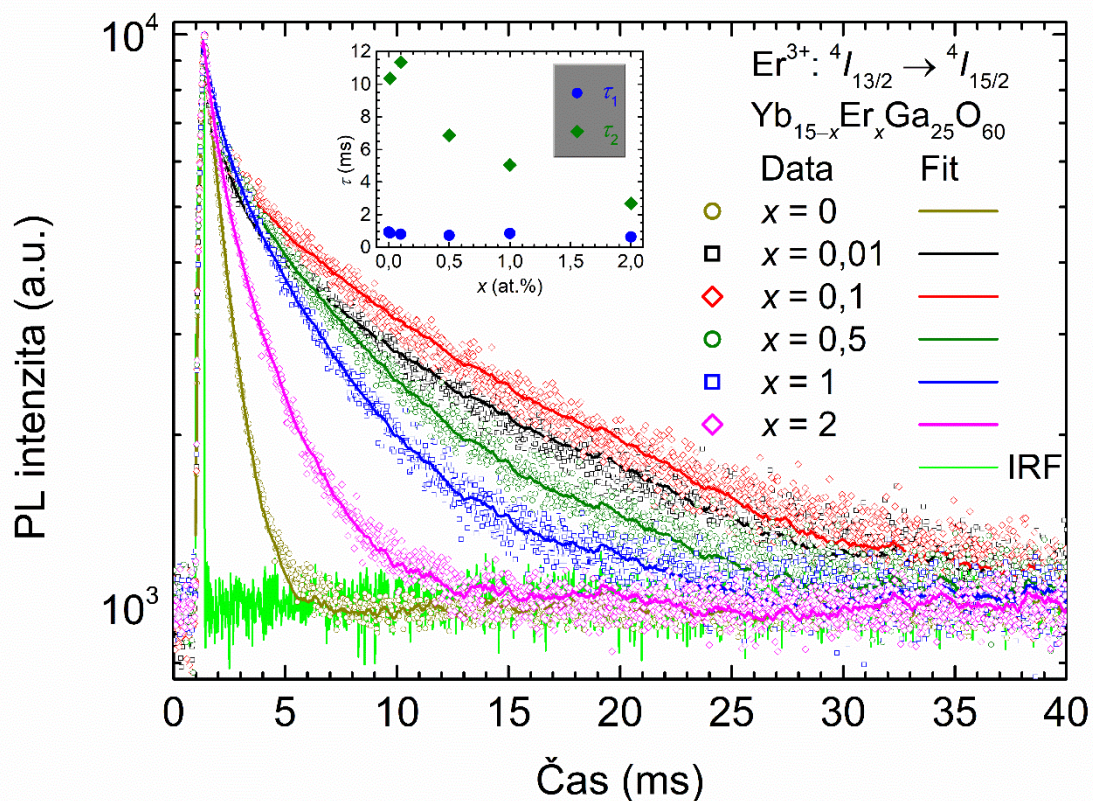 10⁴
10³
PL intenzita (a.u.)
0 5 10 15 20 25 30 35 40
Čas (ms)
12
10
8
6
4
2
0
τ (ms)
0,0 0,5 1,0 1,5 2,0
x (at.%)
τ₁
τ₂
Er³⁺: ⁴I₁₃/₂ → ⁴I₁₅/₂
Yb₁₅₋ₓErₓGa₂₅O₆₀
Data Fit
x = 0
x = 0,01
x = 0,1
x = 0,5
x = 1
x = 2
IRF